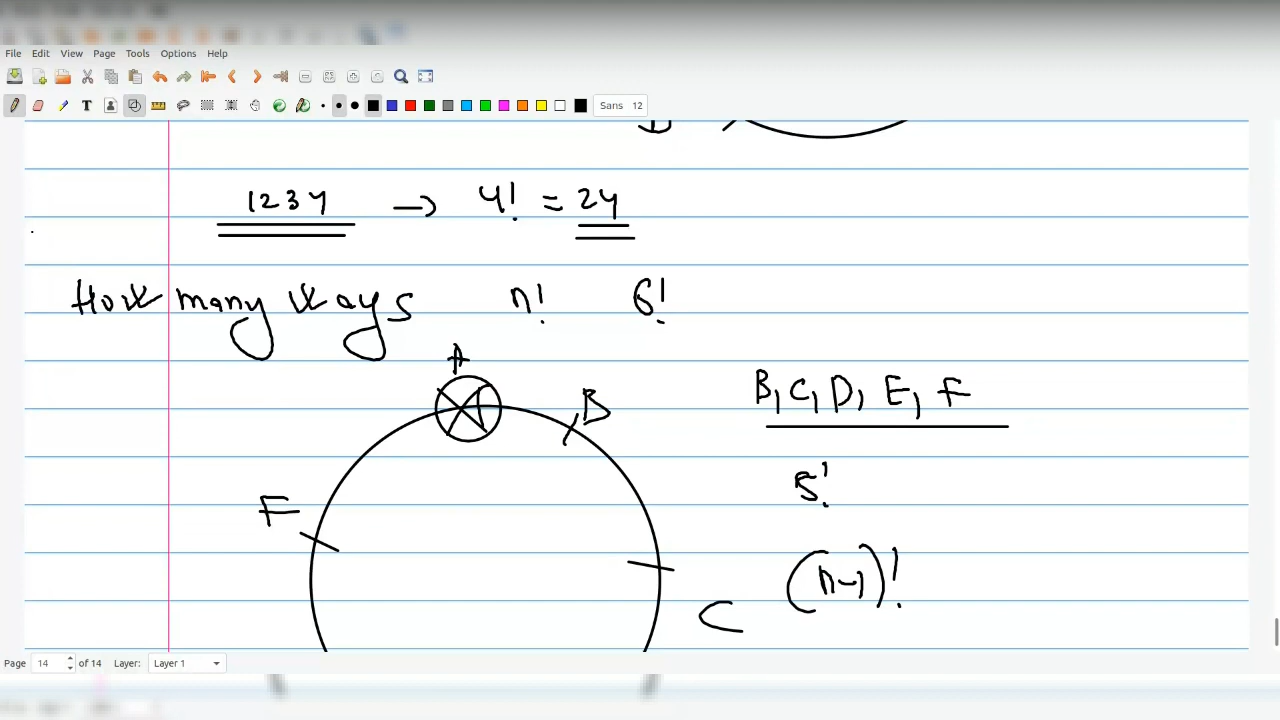 File Edit View Page Tools Options Help
Sans 12
D
1234 → 4! = 24
How many ways n! 6!
A
B
B, C, D, E, F
F
5!
(n-1)!
C
Page 14 of 14 Layer: Layer 1